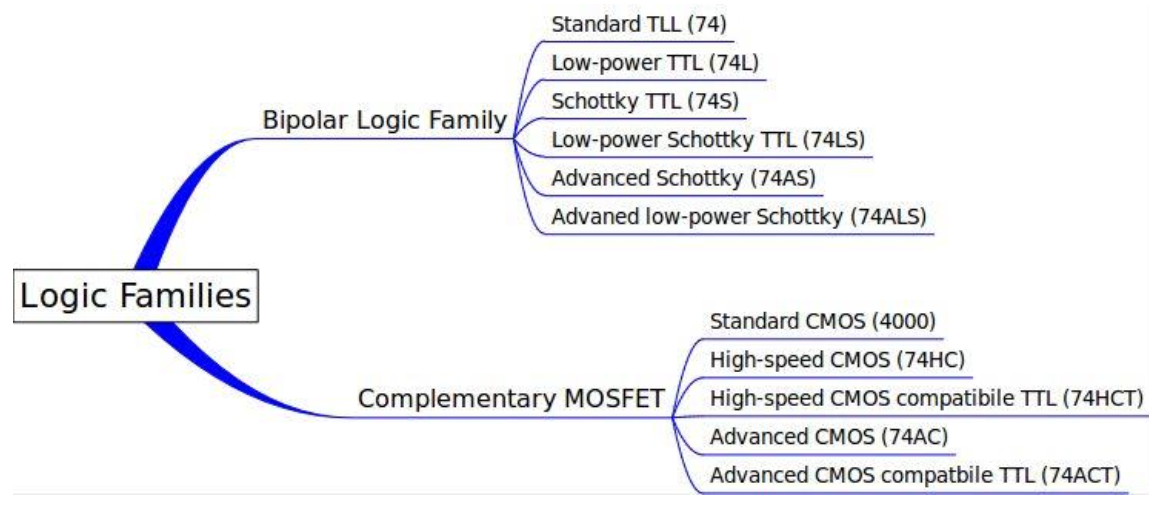 Logic Families
Bipolar Logic Family
Standard TLL (74)
Low-power TTL (74L)
Schottky TTL (74S)
Low-power Schottky TTL (74LS)
Advanced Schottky (74AS)
Advaned low-power Schottky (74ALS)
Complementary MOSFET
Standard CMOS (4000)
High-speed CMOS (74HC)
High-speed CMOS compatibile TTL (74HCT)
Advanced CMOS (74AC)
Advanced CMOS compatbile TTL (74ACT)